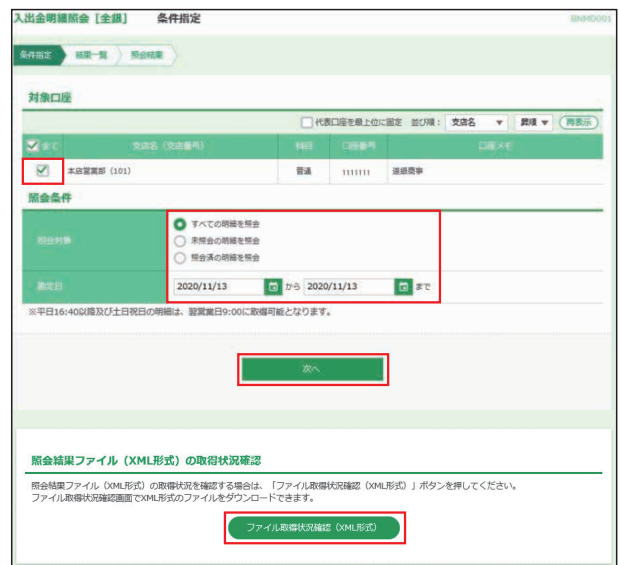 入出金明細照会［全銀］ 条件指定 BNMD001
条件指定 結果一覧 照会結果
対象口座
代表口座を最上位に固定 並び順： 支店名 昇順 再表示
全て 支店名（支店番号） 科目 口座番号 口座メモ
本店営業部（101） 普通 1111111 道銀商事
照会条件
照会対象
すべての明細を照会
未照会の明細を照会
照会済の明細を照会
勘定日 2020/11/13 から 2020/11/13 まで
※平日16:40以降及び土日祝日の明細は、翌営業日9:00に取得可能となります。
次へ
照会結果ファイル（XML形式）の取得状況確認
照会結果ファイル（XML形式）の取得状況を確認する場合は、「ファイル取得状況確認（XML形式）」ボタンを押してください。
ファイル取得状況確認画面でXML形式のファイルをダウンロードできます。
ファイル取得状況確認（XML形式）